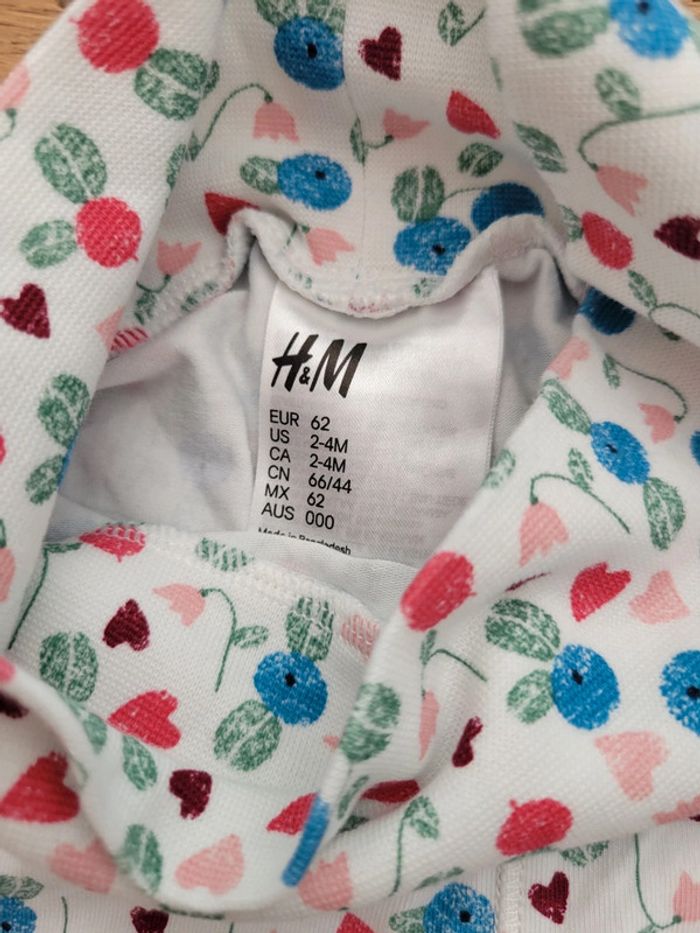 H&M
EUR 62
US 2-4M
CA 2-4M
CN 66/44
MX 62
AUS 000
Made in Bangladesh